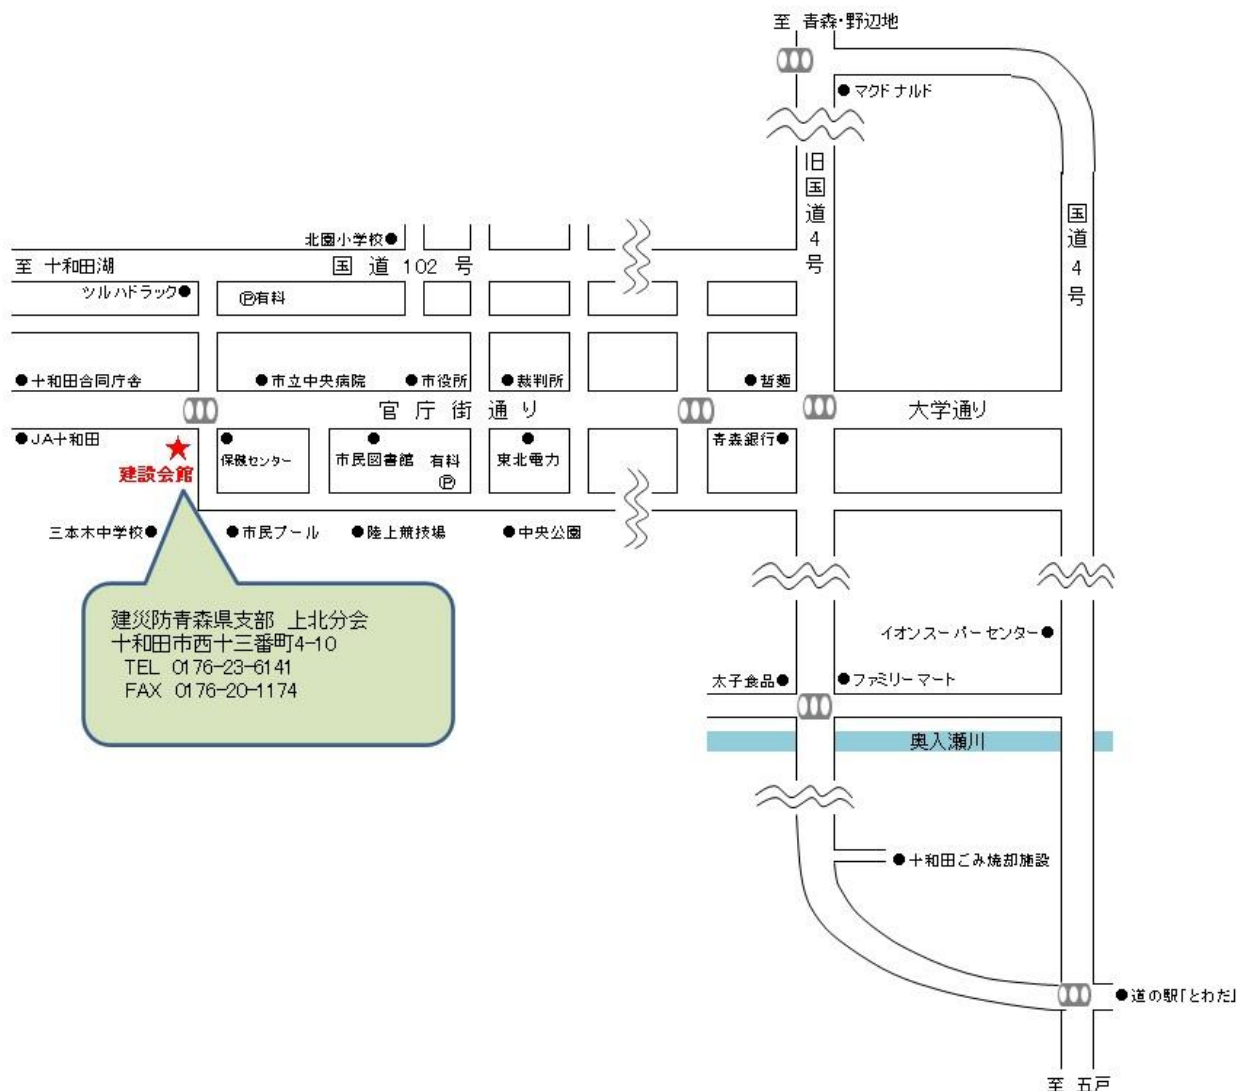 至 青森・野辺地
マクドナルド
旧国道4号
国道4号
北園小学校
至 十和田湖
国道102号
ツルハドラック
Ⓟ有料
十和田合同庁舎
市立中央病院
市役所
裁判所
哲麺
官庁街通り
大学通り
JA十和田
建設会館
保健センター
市民図書館
有料
Ⓟ
東北電力
青森銀行
三本木中学校
市民プール
陸上競技場
中央公園
建災防青森県支部 上北分会
十和田市西十三番町4-10
TEL 0176-23-6141
FAX 0176-20-1174
イオンスーパーセンター
太子食品
ファミリーマート
奥入瀬川
十和田ごみ焼却施設
道の駅「とわだ」
至 五戸